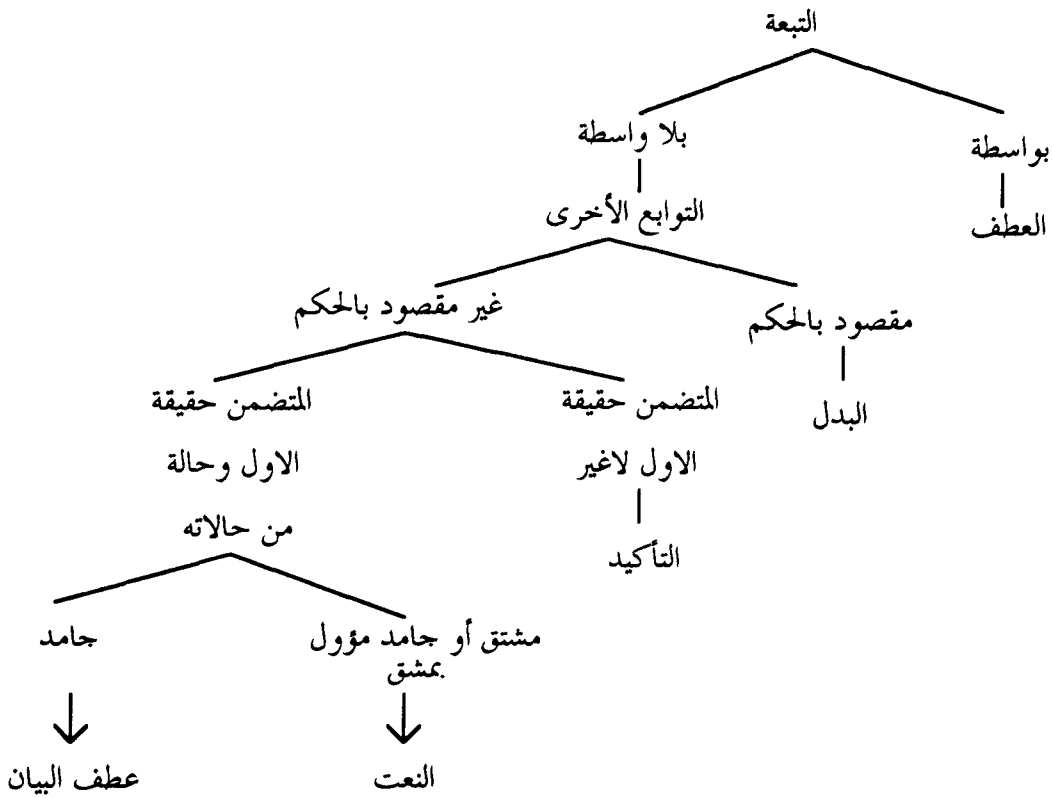 التبعة
بواسطة
بلا واسطة
العطف
التوابع الأخرى
مقصود بالحكم
غير مقصود بالحكم
البدل
المتضمن حقيقة
الاول لاغير
التأكيد
المتضمن حقيقة
الاول وحالة
من حالاته
مشتق أو جامد مؤول
بمشق
جامد
النعت
عطف البيان